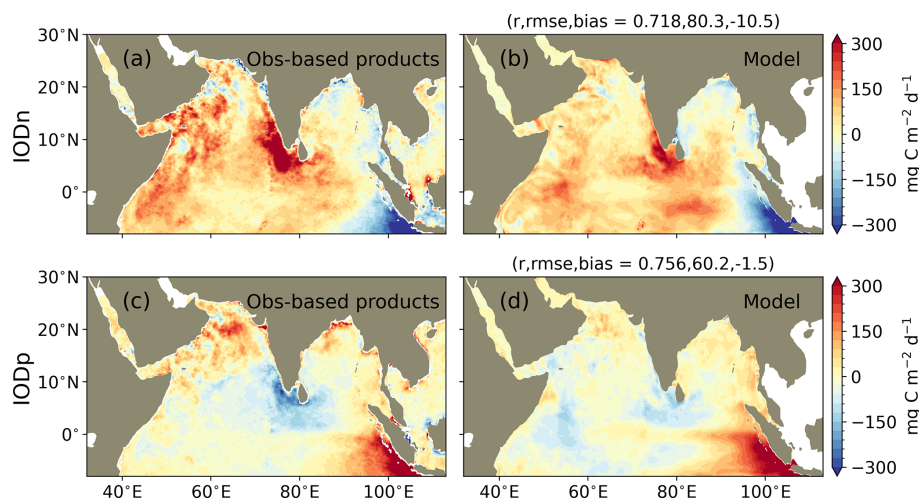 (r,rmse,bias = 0.718,80.3,-10.5)
30°N
20°N
10°N
0°
IODn
(a) Obs-based products
(b) Model
300
150
0
−150
−300
mg C m⁻² d⁻¹
(r,rmse,bias = 0.756,60.2,-1.5)
30°N
20°N
10°N
0°
IODp
(c) Obs-based products
(d) Model
300
150
0
−150
−300
mg C m⁻² d⁻¹
40°E 60°E 80°E 100°E 40°E 60°E 80°E 100°E